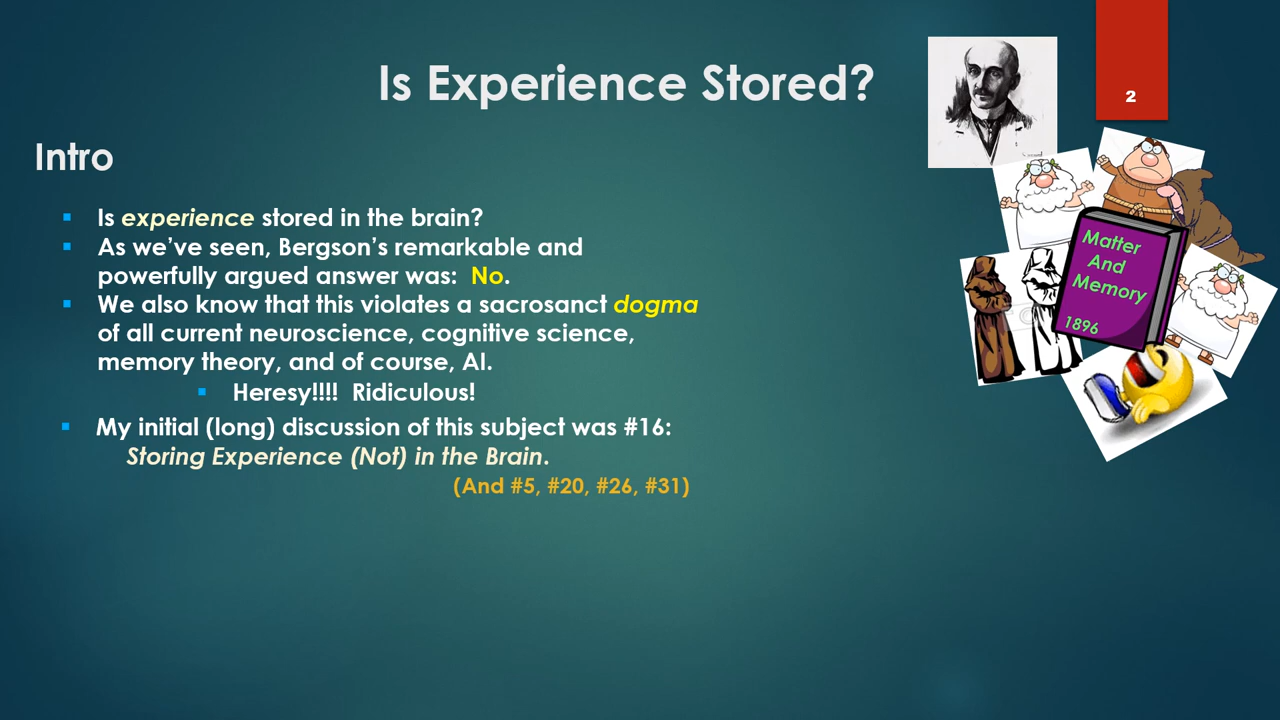 Is Experience Stored?
2
Intro
Is experience stored in the brain?
As we've seen, Bergson's remarkable and
powerfully argued answer was:  No.
We also know that this violates a sacrosanct dogma
of all current neuroscience, cognitive science,
memory theory, and of course, AI.
Heresy!!!!  Ridiculous!
My initial (long) discussion of this subject was #16:
Storing Experience (Not) in the Brain.
(And #5, #20, #26, #31)
Matter
And
Memory
1896